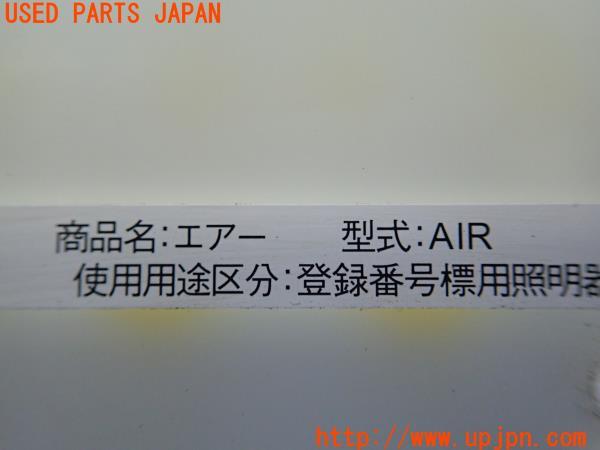 USED PARTS JAPAN
商品名：エアー　型式：AIR
使用用途区分：登録番号標用照明器
http://www.upjpn.com